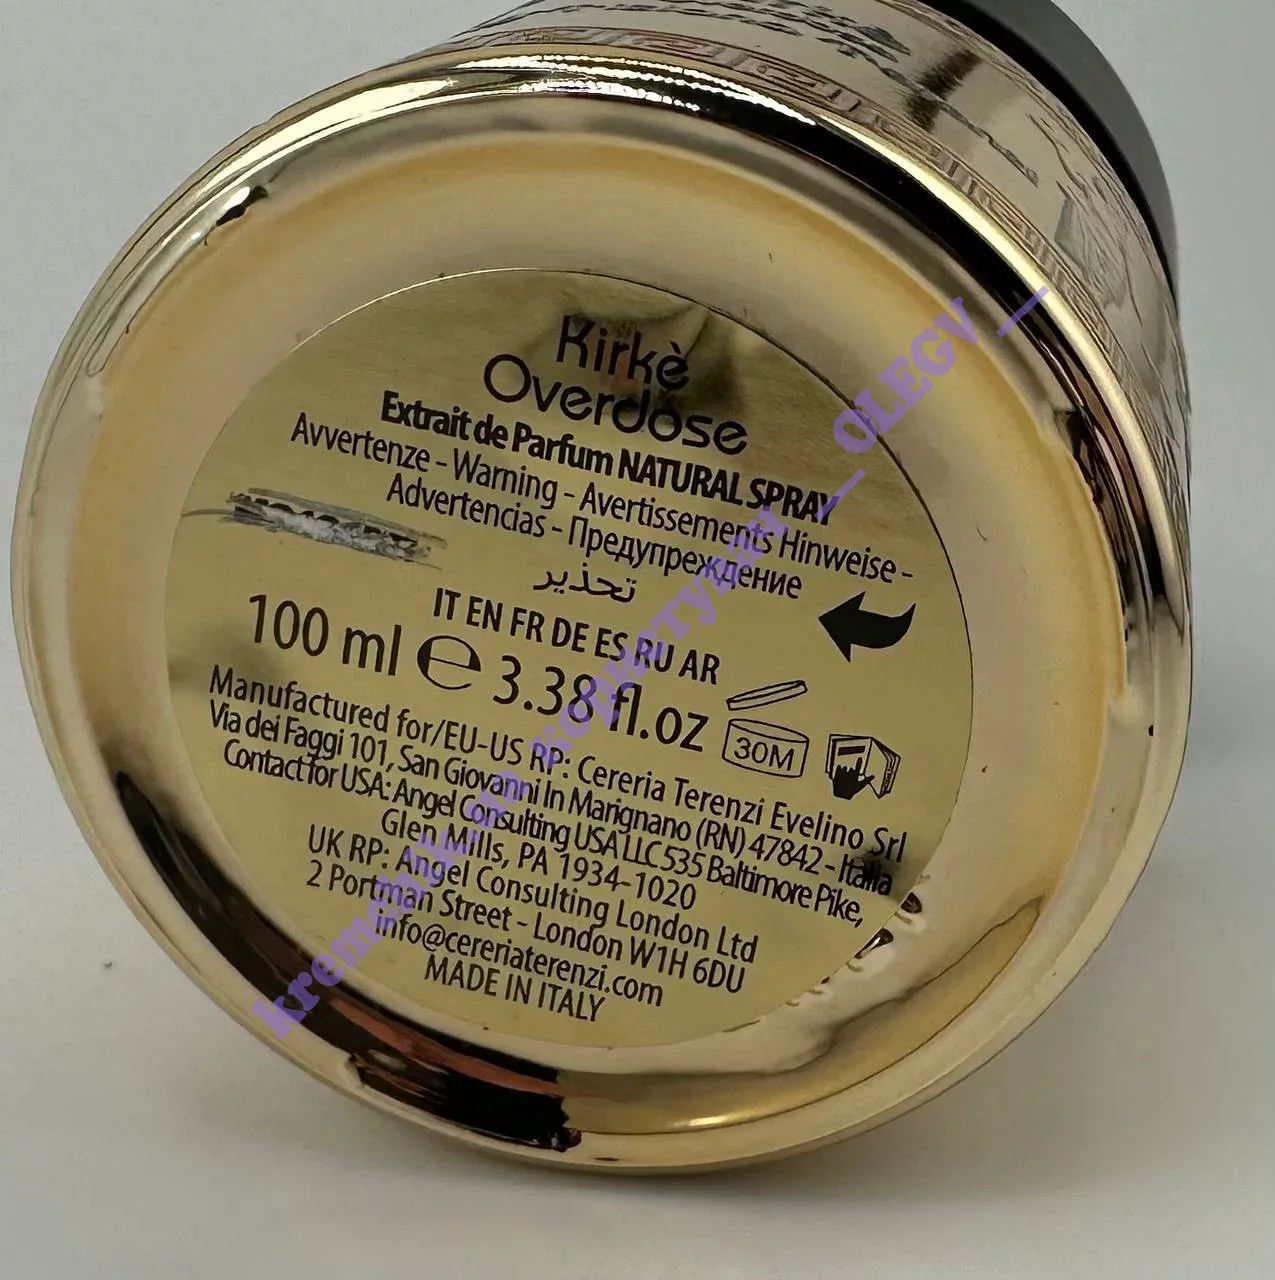 Kirkè
Overdose
Extrait de Parfum NATURAL SPRAY
Avvertenze - Warning - Avertissements Hinweise -
Advertencias - Предупреждение
تحذير
IT EN FR DE ES RU AR
100 ml ℮ 3.38 fl.oz
30M
Manufactured for/EU-US RP: Cereria Terenzi Evelino Srl
Via dei Faggi 101, San Giovanni In Marignano (RN) 47842 - Italia
Contact for USA: Angel Consulting USA LLC 535 Baltimore Pike,
Glen Mills, PA 1934-1020
UK RP: Angel Consulting London Ltd
2 Portman Street - London W1H 6DU
info@cereriaterenzi.com
MADE IN ITALY
OLEGV